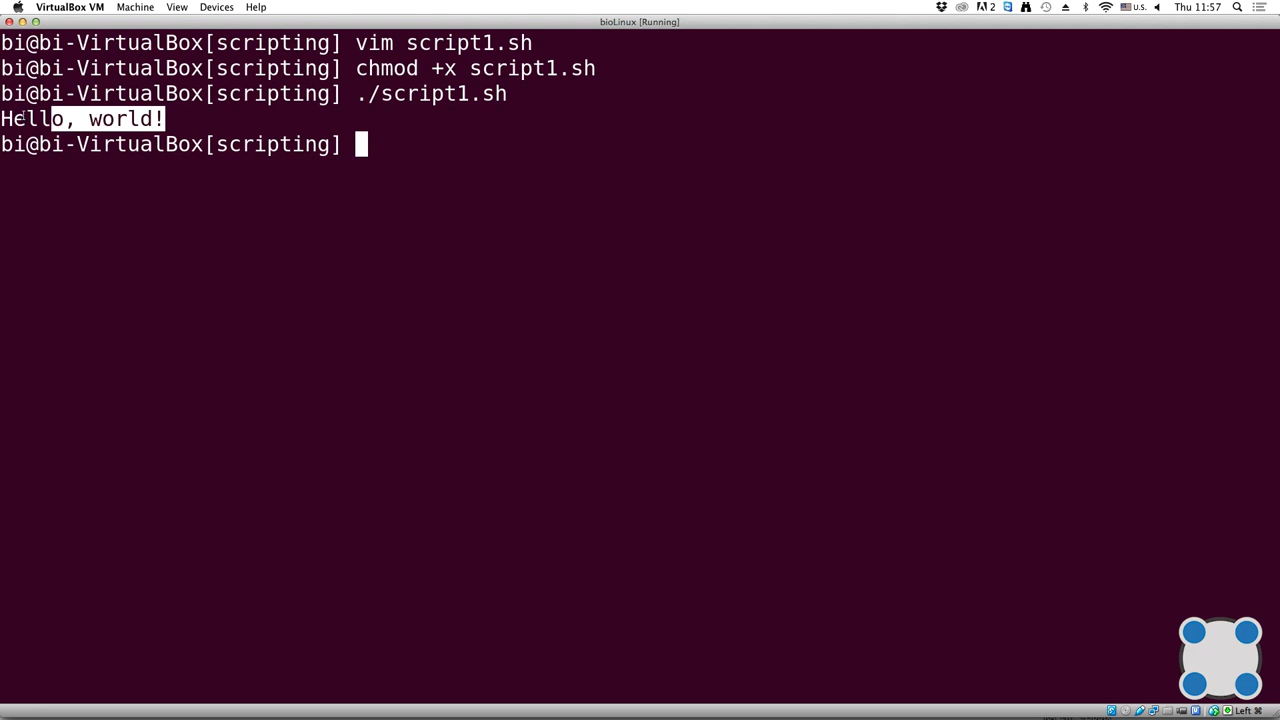 VirtualBox VM Machine View Devices Help 2 U.S. Thu 11:57
bioLinux [Running]
bi@bi-VirtualBox[scripting] vim script1.sh
bi@bi-VirtualBox[scripting] chmod +x script1.sh
bi@bi-VirtualBox[scripting] ./script1.sh
Hello, world!
bi@bi-VirtualBox[scripting]
Left ⌘